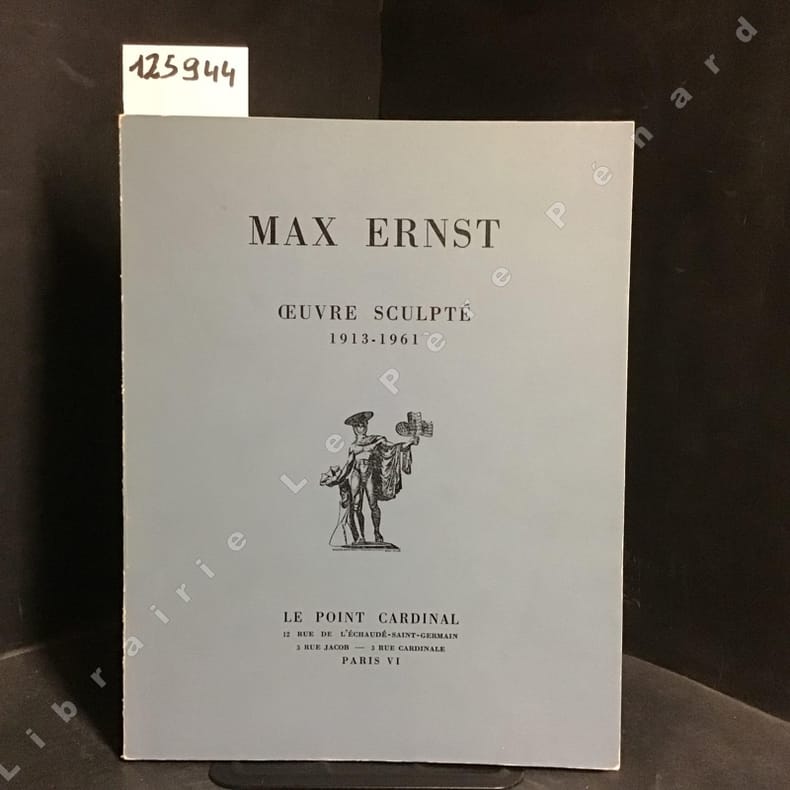 125944
MAX ERNST
ŒUVRE SCULPTÉ
1913-1961
LE POINT CARDINAL
12 RUE DE L'ÉCHAUDÉ-SAINT-GERMAIN
3 RUE JACOB — 3 RUE CARDINALE
PARIS VI
Librairie Le Pé Pénard